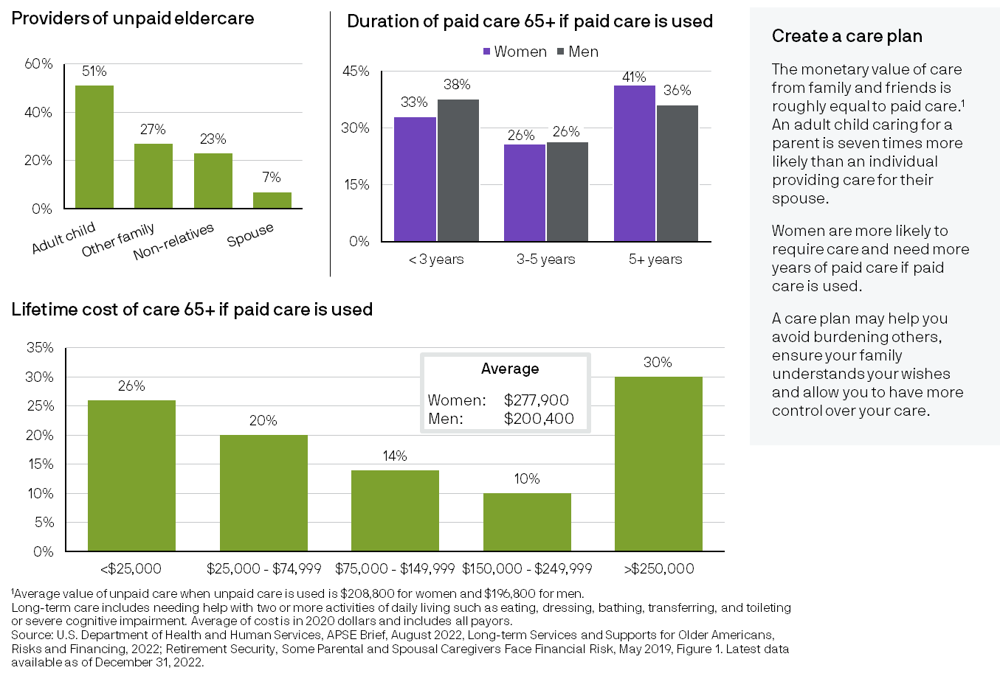 Providers of unpaid eldercare
60%
40%
20%
0%
51%
27%
23%
7%
Adult child
Other family
Non-relatives
Spouse
Duration of paid care 65+ if paid care is used
Women
Men
45%
30%
15%
0%
33%
38%
26%
26%
41%
36%
< 3 years
3-5 years
5+ years
Create a care plan
The monetary value of care
from family and friends is
roughly equal to paid care.¹
An adult child caring for a
parent is seven times more
likely than an individual
providing care for their
spouse.
Women are more likely to
require care and need more
years of paid care if paid
care is used.
A care plan may help you
avoid burdening others,
ensure your family
understands your wishes
and allow you to have more
control over your care.
Lifetime cost of care 65+ if paid care is used
35%
30%
25%
20%
15%
10%
5%
0%
26%
20%
14%
10%
30%
Average
Women: $277,900
Men: $200,400
<$25,000
$25,000 - $74,999
$75,000 - $149,999
$150,000 - $249,999
>$250,000
¹Average value of unpaid care when unpaid care is used is $208,800 for women and $196,800 for men.
Long-term care includes needing help with two or more activities of daily living such as eating, dressing, bathing, transferring, and toileting
or severe cognitive impairment. Average of cost is in 2020 dollars and includes all payors.
Source: U.S. Department of Health and Human Services, APSE Brief, August 2022, Long-term Services and Supports for Older Americans,
Risks and Financing, 2022; Retirement Security, Some Parental and Spousal Caregivers Face Financial Risk, May 2019, Figure 1. Latest data
available as of December 31, 2022.